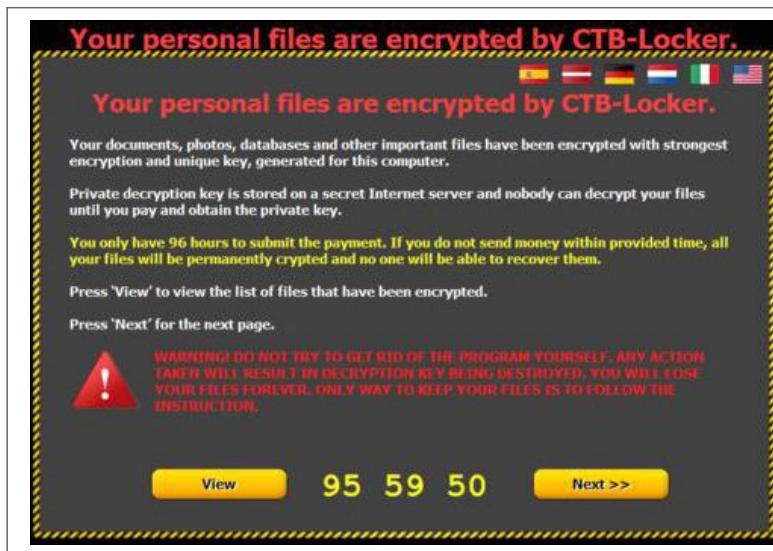 Your personal files are encrypted by CTB-Locker.
Your personal files are encrypted by CTB-Locker.
Your documents, photos, databases and other important files have been encrypted with strongest
encryption and unique key, generated for this computer.
Private decryption key is stored on a secret Internet server and nobody can decrypt your files
until you pay and obtain the private key.
You only have 96 hours to submit the payment. If you do not send money within provided time, all
your files will be permanently crypted and no one will be able to recover them.
Press 'View' to view the list of files that have been encrypted.
Press 'Next' for the next page.
WARNING! DO NOT TRY TO GET RID OF THE PROGRAM YOURSELF. ANY ACTION
TAKEN WILL RESULT IN DECRYPTION KEY BEING DESTROYED. YOU WILL LOSE
YOUR FILES FOREVER. ONLY WAY TO KEEP YOUR FILES IS TO FOLLOW THE
INSTRUCTION.
View 95 59 50 Next >>